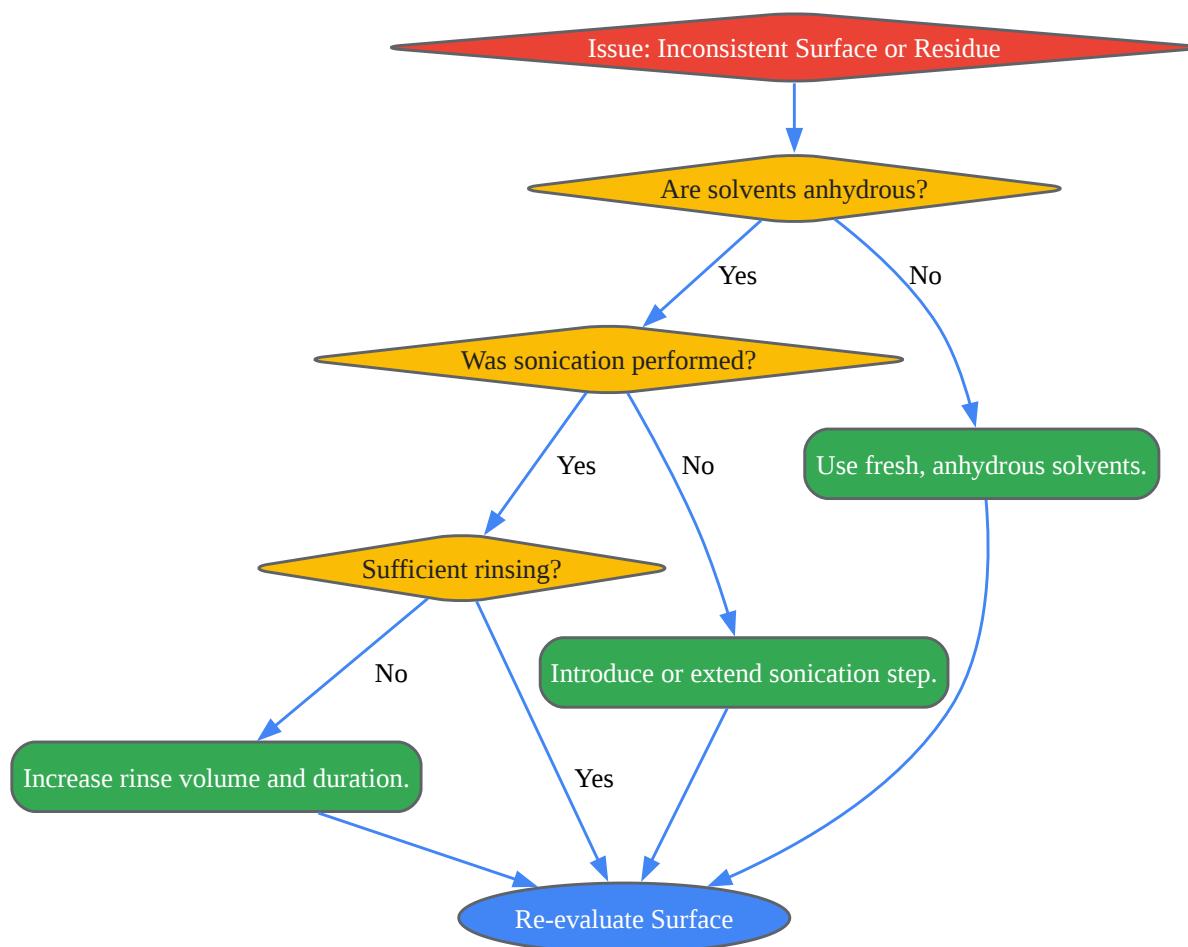 Issue: Inconsistent Surface or Residue
Are solvents anhydrous?
Yes
No
Was sonication performed?
Yes
No
Use fresh, anhydrous solvents.
Sufficient rinsing?
No
Introduce or extend sonication step.
Increase rinse volume and duration.
Yes
Re-evaluate Surface